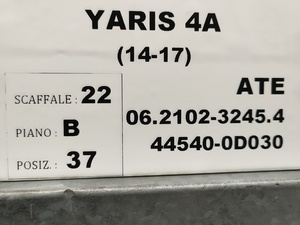 YARIS 4A
(14-17)
SCAFFALE : 22
PIANO : B
POSIZ. : 37
ATE
06.2102-3245.4
44540-0D030